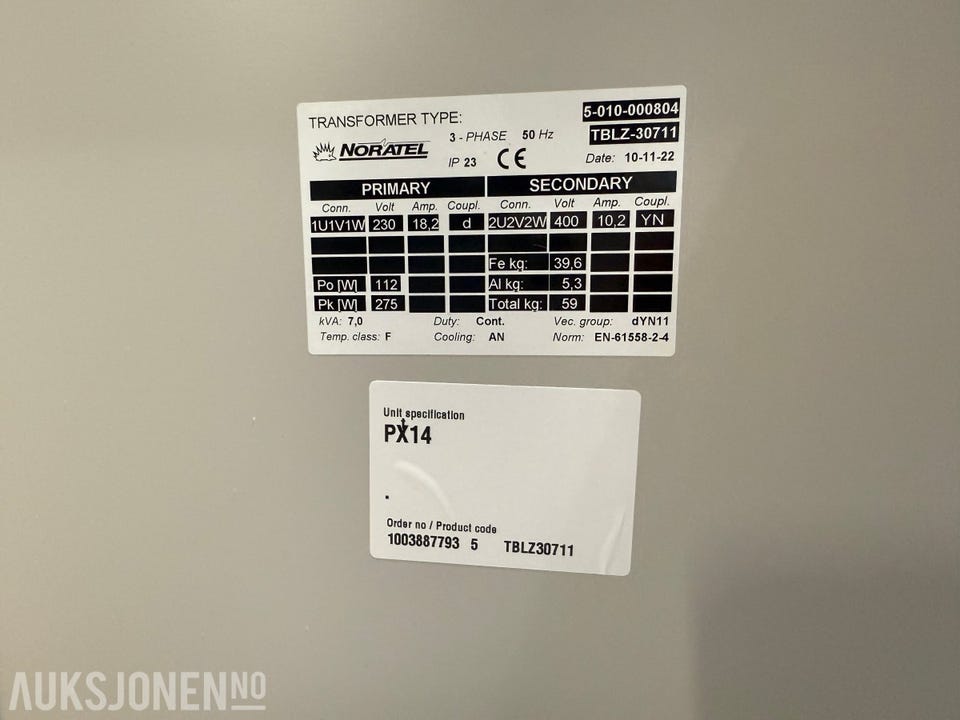 TRANSFORMER TYPE:
5-010-000804
3 - PHASE 50 Hz
TBLZ-30711
NORATEL
IP 23 CE
Date: 10-11-22
PRIMARY SECONDARY
Conn. Volt Amp. Coupl. Conn. Volt Amp. Coupl.
1U1V1W 230 18,2 d 2U2V2W 400 10,2 YN
Fe kg: 39,6
Po [W] 112 Al kg: 5,3
Pk [W] 275 Total kg: 59
kVA: 7,0 Duty: Cont. Vec. group: dYN11
Temp. class: F Cooling: AN Norm: EN-61558-2-4
Unit specification
PX14
.
Order no / Product code
1003887793 5 TBLZ30711
AUKSJONEN.NO